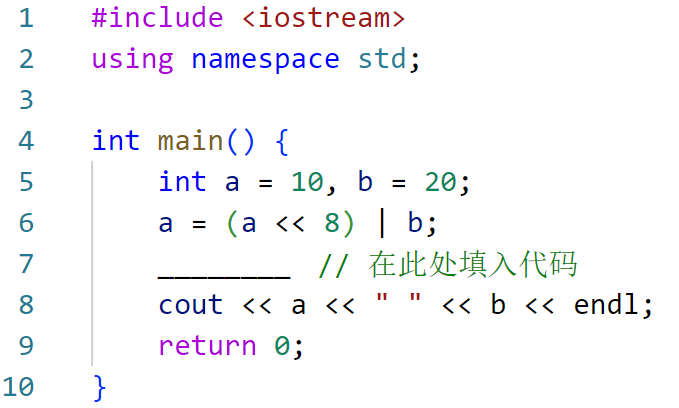 1 #include <iostream>
2 using namespace std;
3
4 int main() {
5     int a = 10, b = 20;
6     a = (a << 8) | b;
7     ________ // 在此处填入代码
8     cout << a << " " << b << endl;
9     return 0;
10 }